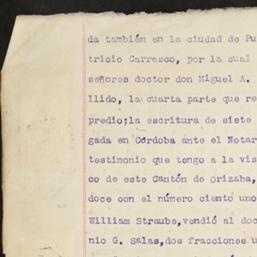 da también en la ciudad de Pu
tricio Carrasco, por la cual
señores doctor don Miguel A.
llido, la cuarta parte que re
predio;la escritura de siete
gada en Córdoba ante el Notar
testimonio que tengo a la vis
co de este Cantón de Orizaba,
doce con el número ciento uno
William Straube,vendió al doc
nio G. Salas,dos fracciones u